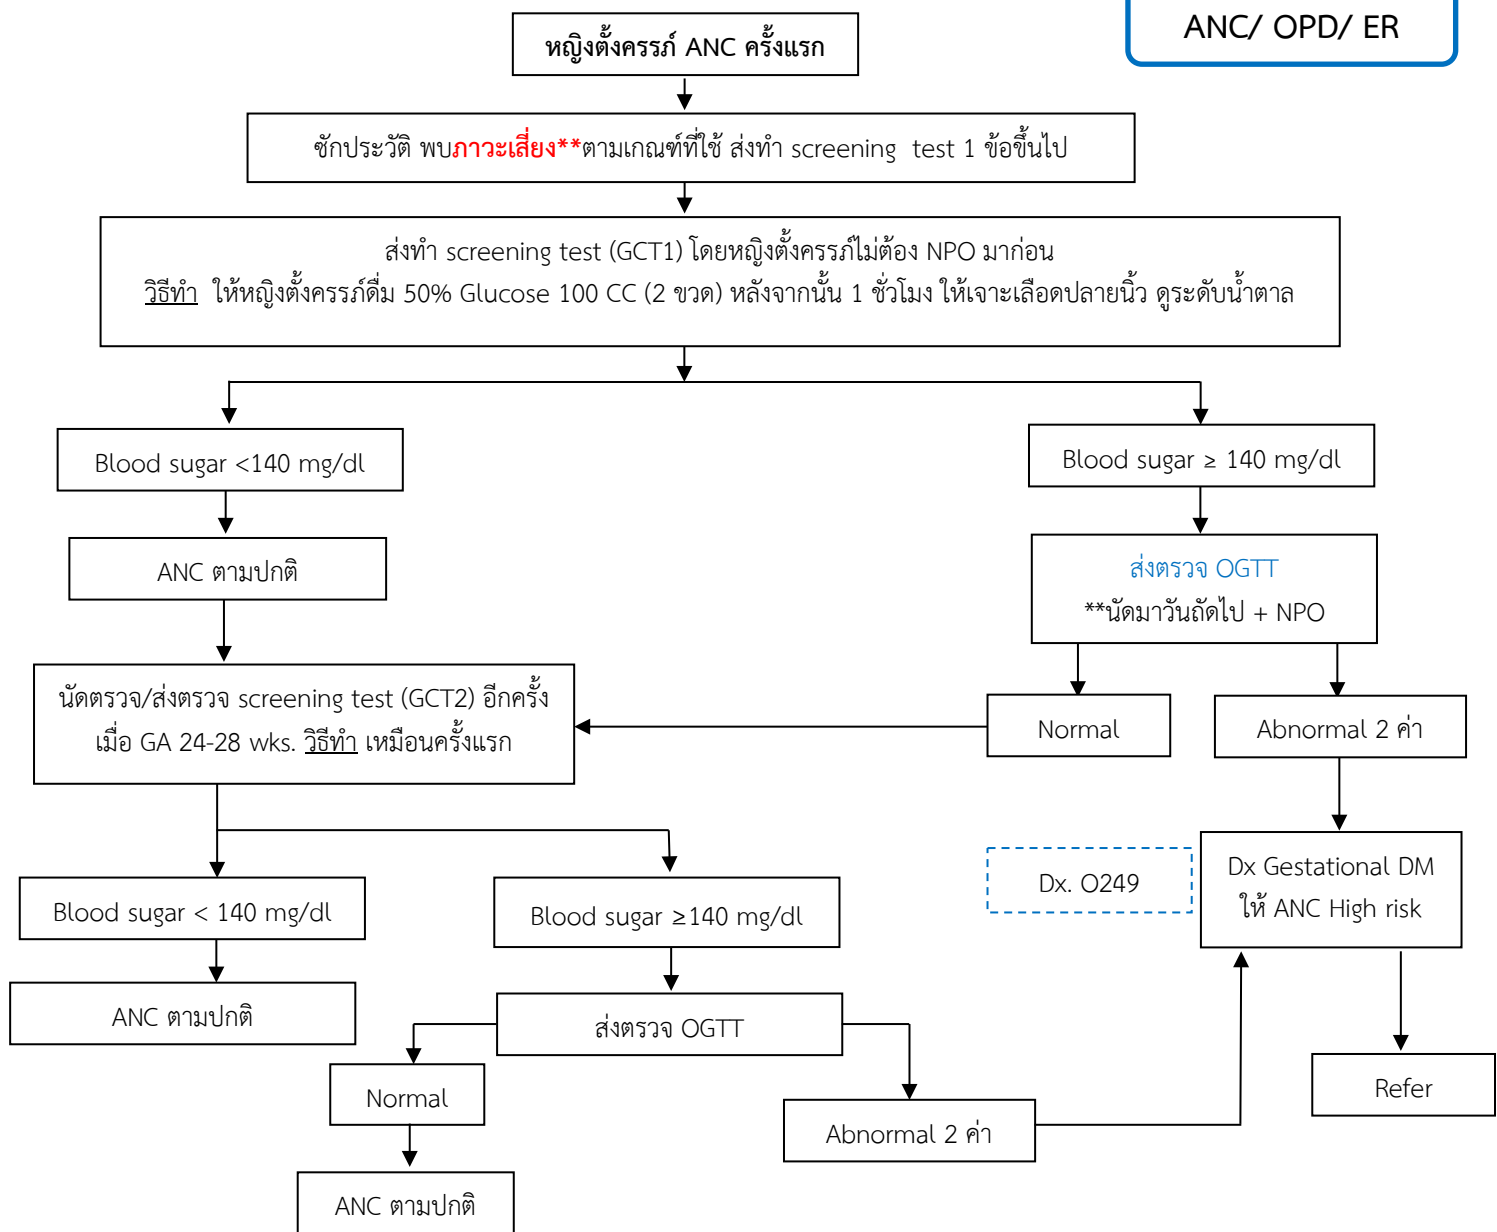 ANC/ OPD/ ER
หญิงตั้งครรภ์ ANC ครั้งแรก
ซักประวัติ พบภาวะเสี่ยง**ตามเกณฑ์ที่ใช้ ส่งทำ screening test 1 ข้อขึ้นไป
ส่งทำ screening test (GCT1) โดยหญิงตั้งครรภ์ไม่ต้อง NPO มาก่อน
วิธีทำ ให้หญิงตั้งครรภ์ดื่ม 50% Glucose 100 CC (2 ขวด) หลังจากนั้น 1 ชั่วโมง ให้เจาะเลือดปลายนิ้ว ดูระดับน้ำตาล
Blood sugar <140 mg/dl
Blood sugar ≥ 140 mg/dl
ANC ตามปกติ
ส่งตรวจ OGTT
**นัดมาวันถัดไป + NPO
นัดตรวจ/ส่งตรวจ screening test (GCT2) อีกครั้ง
เมื่อ GA 24-28 wks. วิธีทำ เหมือนครั้งแรก
Normal
Abnormal 2 ค่า
Dx. O249
Dx Gestational DM
ให้ ANC High risk
Blood sugar < 140 mg/dl
Blood sugar ≥140 mg/dl
ANC ตามปกติ
ส่งตรวจ OGTT
Refer
Normal
Abnormal 2 ค่า
ANC ตามปกติ